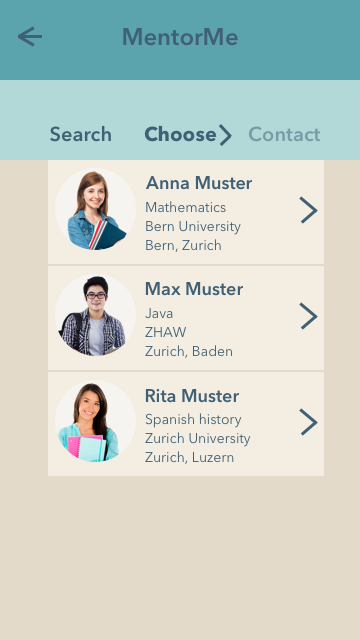 MentorMe
Search Choose Contact
Anna Muster
Mathematics
Bern University
Bern, Zurich
Max Muster
Java
ZHAW
Zurich, Baden
Rita Muster
Spanish history
Zurich University
Zurich, Luzern